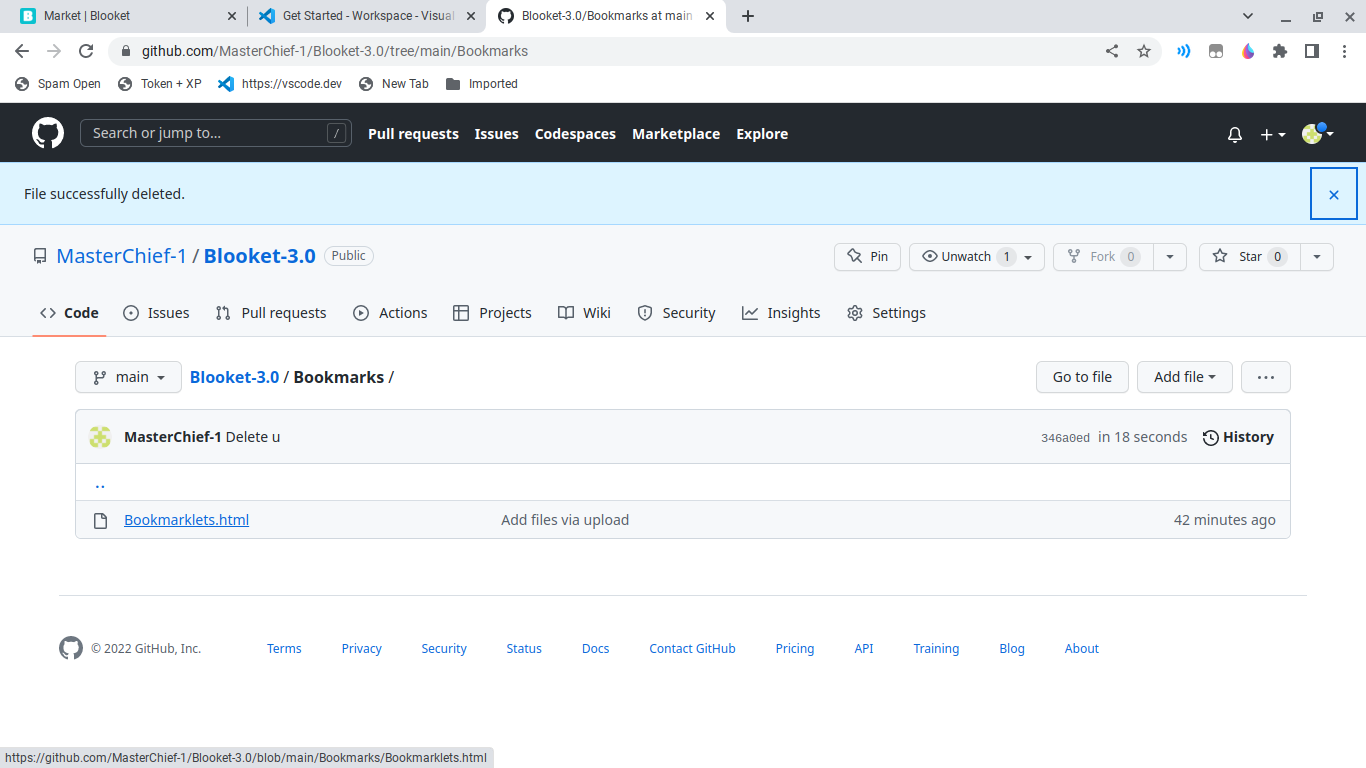 Market | Blooket
Get Started - Workspace - Visual
Blooket-3.0/Bookmarks at main
github.com/MasterChief-1/Blooket-3.0/tree/main/Bookmarks
Spam Open Token + XP https://vscode.dev New Tab Imported
Search or jump to... / Pull requests Issues Codespaces Marketplace Explore
File successfully deleted.
MasterChief-1 / Blooket-3.0 Public Pin Unwatch 1 Fork 0 Star 0
Code Issues Pull requests Actions Projects Wiki Security Insights Settings
main Blooket-3.0 / Bookmarks / Go to file Add file ...
MasterChief-1 Delete u 346a0ed in 18 seconds History
..
Bookmarklets.html Add files via upload 42 minutes ago
© 2022 GitHub, Inc. Terms Privacy Security Status Docs Contact GitHub Pricing API Training Blog About
https://github.com/MasterChief-1/Blooket-3.0/blob/main/Bookmarks/Bookmarklets.html